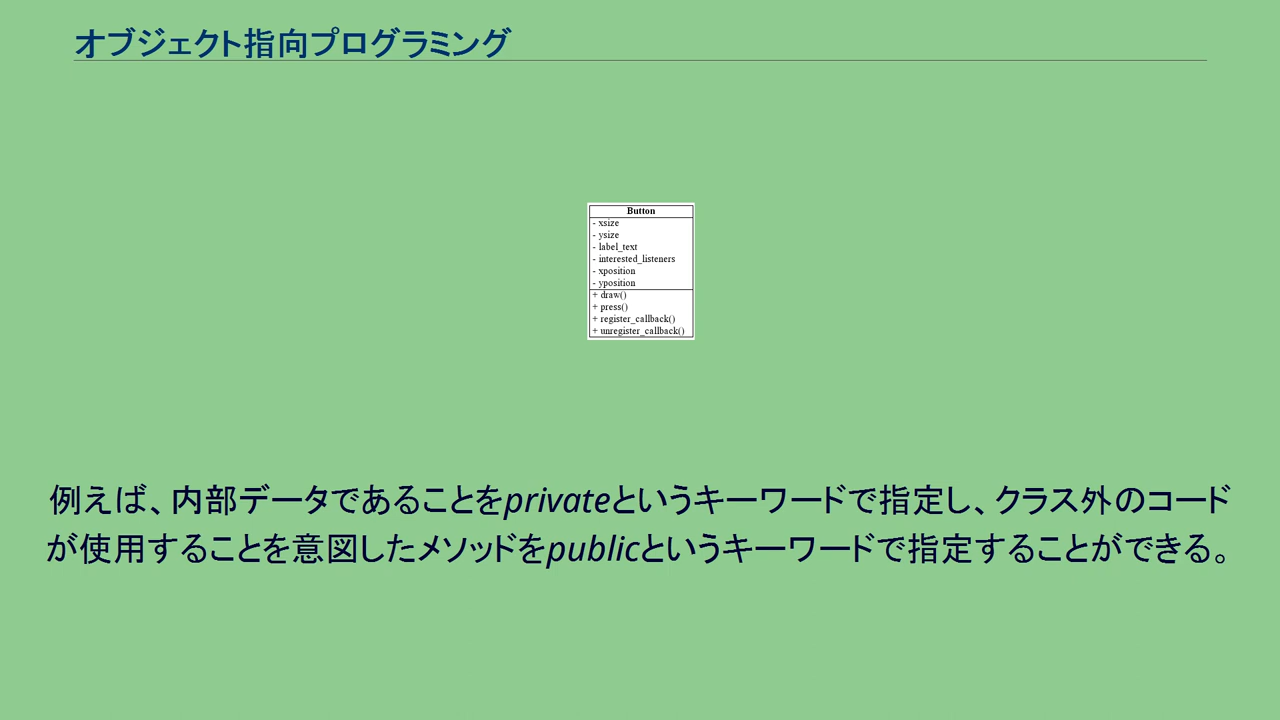 オブジェクト指向プログラミング
Button
- xsize
- ysize
- label_text
- interested_listeners
- xposition
- yposition
+ draw()
+ press()
+ register_callback()
+ unregister_callback()
例えば、内部データであることをprivateというキーワードで指定し、クラス外のコード
が使用することを意図したメソッドをpublicというキーワードで指定することができる。